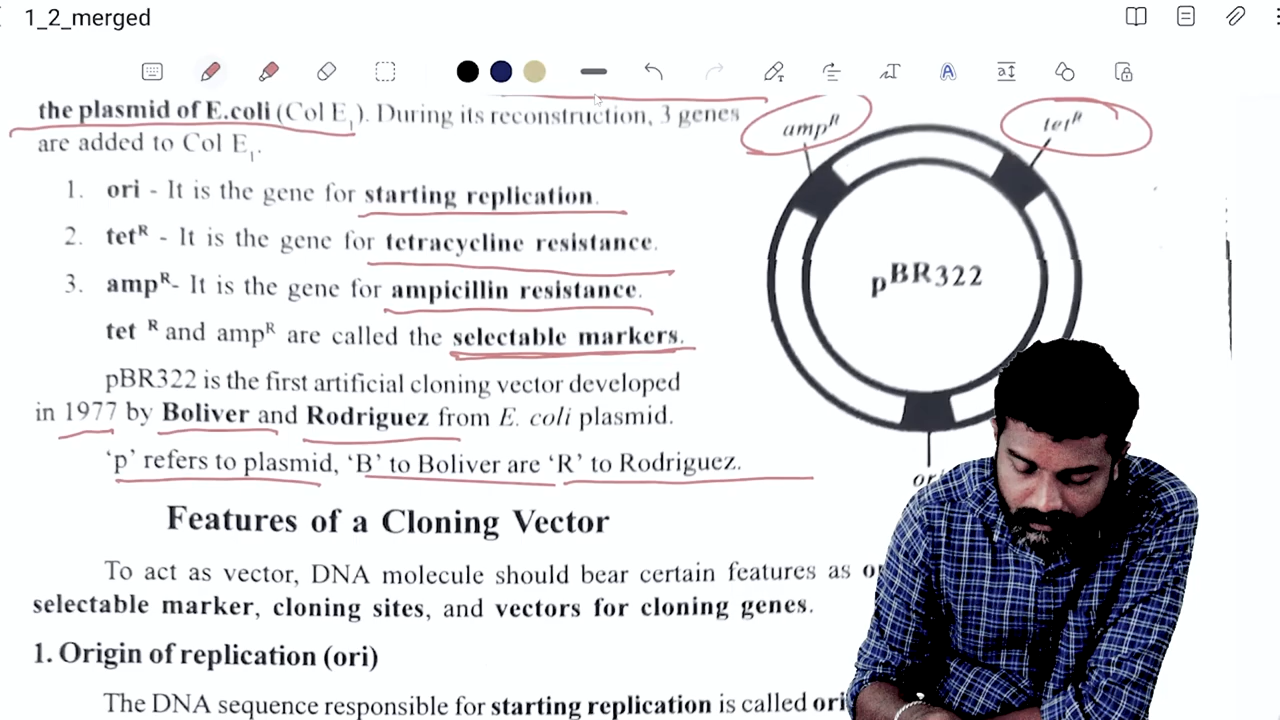 1_2_merged
the plasmid of E.coli (Col E1). During its reconstruction, 3 genes
are added to Col E1.
1. ori - It is the gene for starting replication.
2. tetR - It is the gene for tetracycline resistance.
3. ampR- It is the gene for ampicillin resistance.
tet R and ampR are called the selectable markers.
pBR322 is the first artificial cloning vector developed
in 1977 by Boliver and Rodriguez from E. coli plasmid.
'p' refers to plasmid, 'B' to Boliver are 'R' to Rodriguez.
ampR
tetR
pBR322
Features of a Cloning Vector
To act as vector, DNA molecule should bear certain features as
selectable marker, cloning sites, and vectors for cloning genes.
1. Origin of replication (ori)
The DNA sequence responsible for starting replication is called ori